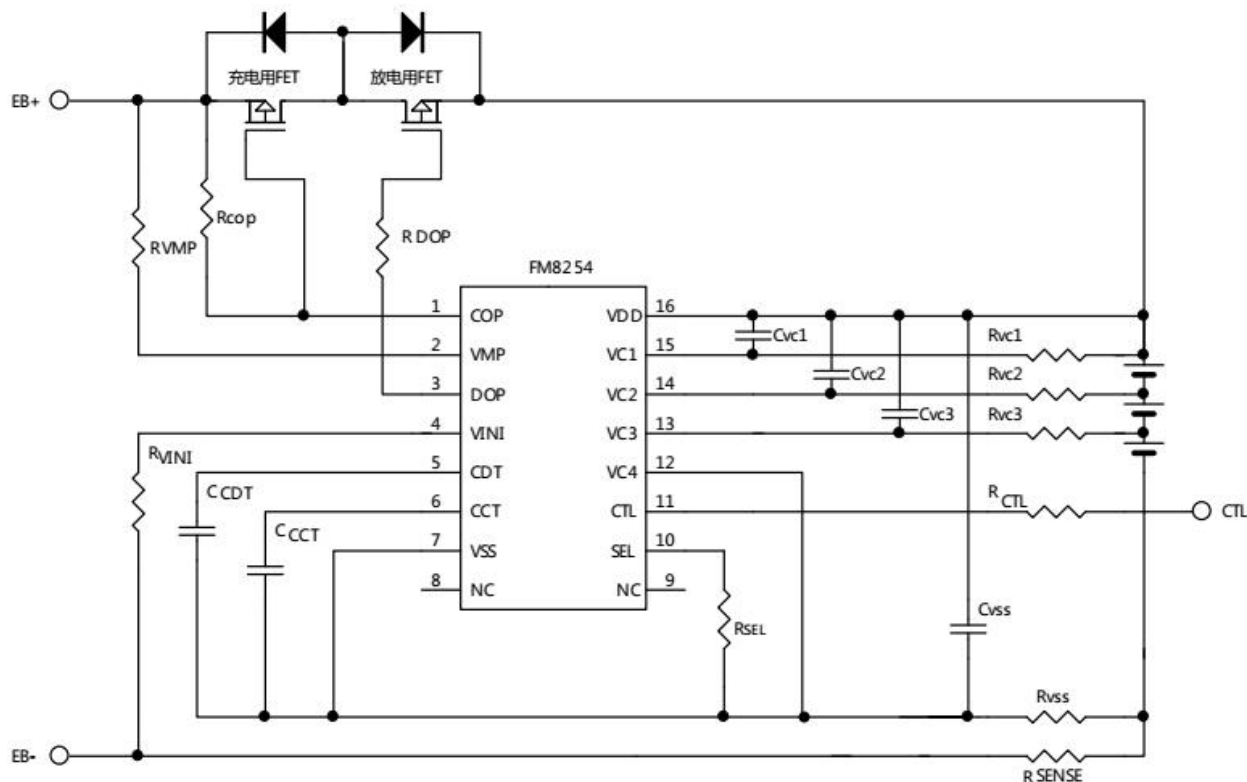 充电用FET 放电用FET
EB+
Rcop
RVMP
R DOP
FM8254
1 COP VDD 16
Cvc1
Rvc1
2 VMP VC1 15
Cvc2
Rvc2
3 DOP VC2 14
Cvc3
Rvc3
4 VINI VC3 13
RVINI
5 CDT VC4 12
C CDT
R CTL
6 CCT CTL 11
CTL
C CCT
7 VSS SEL 10
8 NC NC 9
RSEL
Cvss
Rvss
EB-
R SENSE